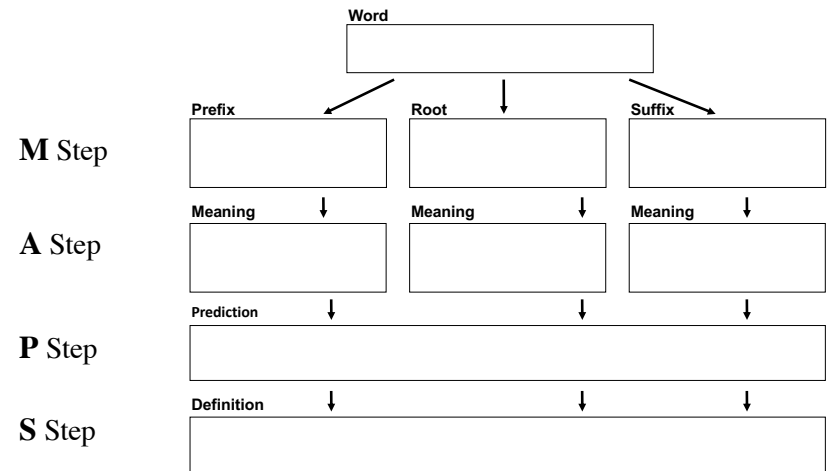 Word
Prefix Root Suffix
M Step
Meaning Meaning Meaning
A Step
Prediction
P Step
Definition
S Step